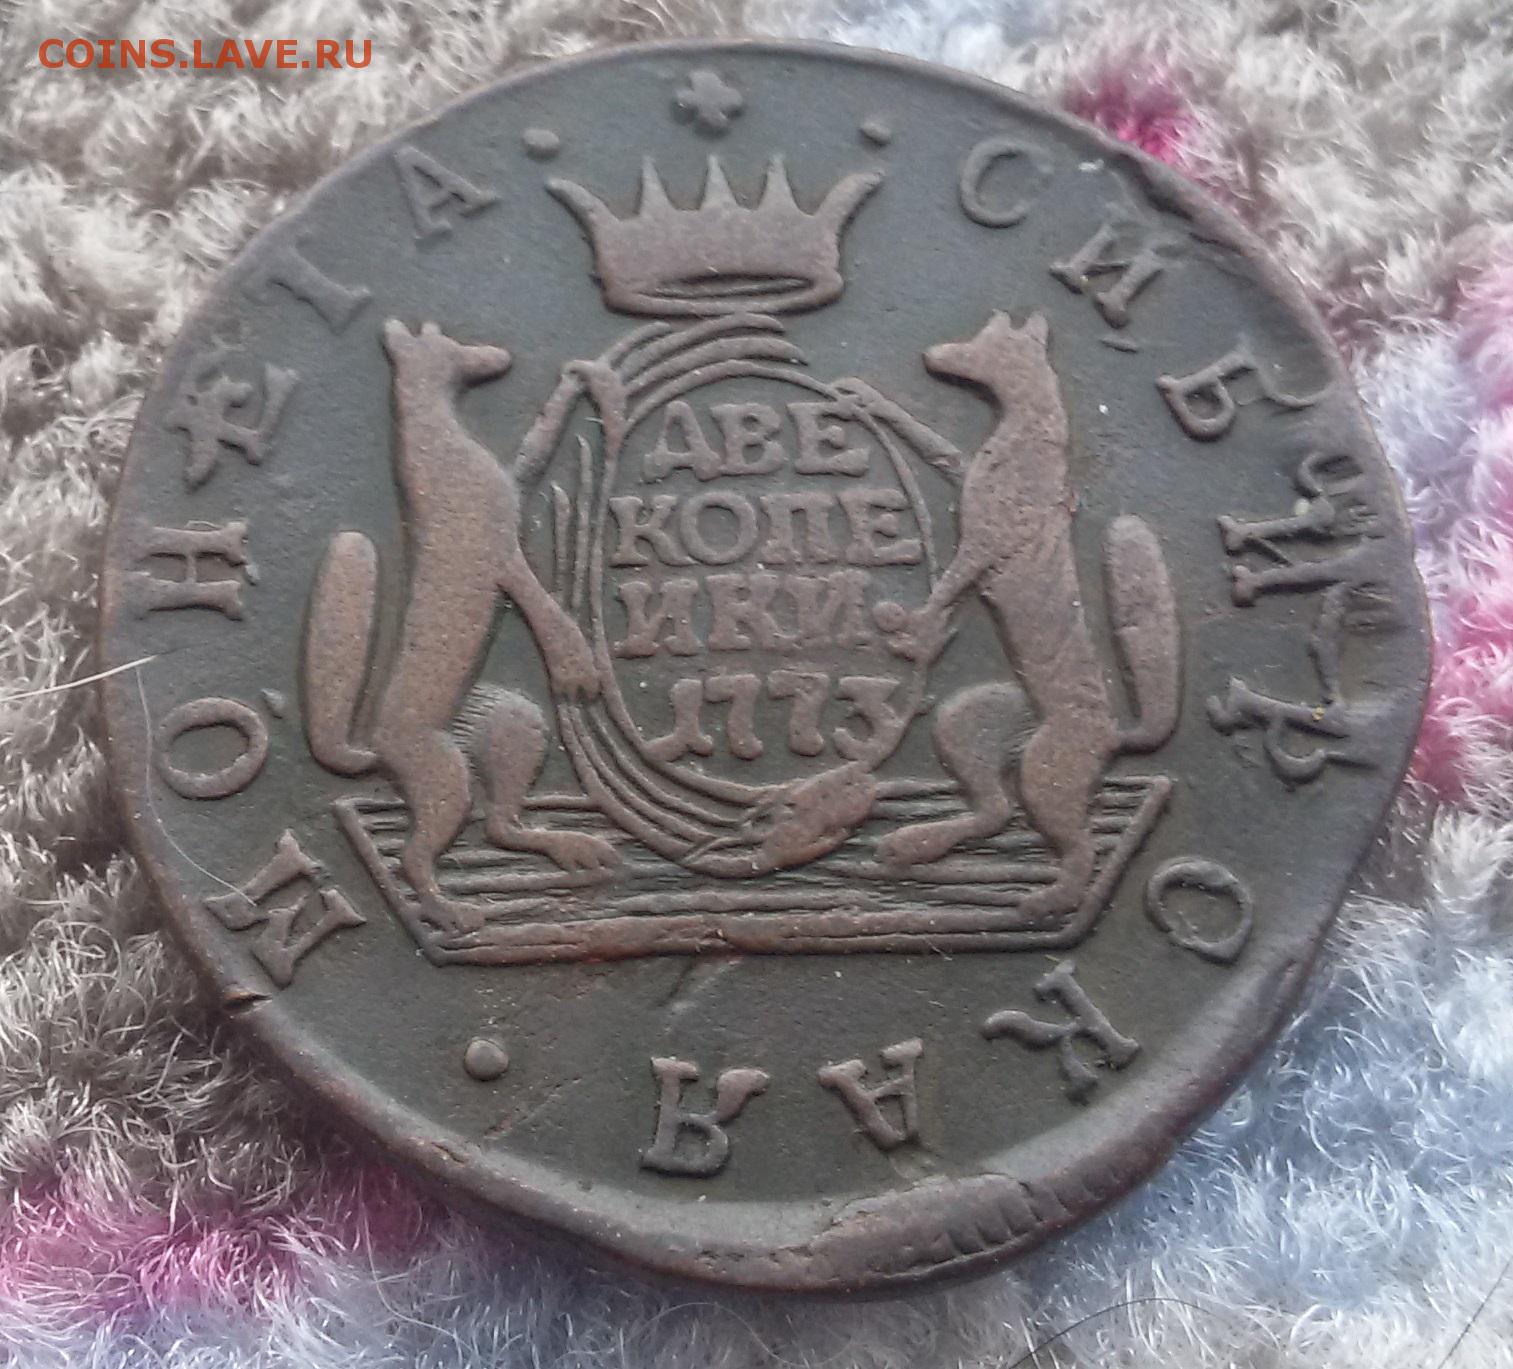 COINS.LAVE.RU
СИБИРСКАЯ · МОНЕТА ·
ДВЕ
КОПЕ
ИКИ·
1773